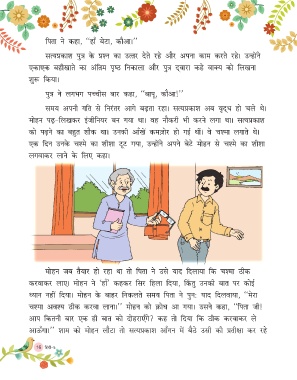 पिता ने कहा, ‘‘हाँ बेटा, कौआ।’’
सत्यप्रकाश पुत्र के प्रश्न का उत्तर देते रहे और अपना काम करते रहे। उन्होंने
एकाएक बहीखाते का अंतिम पृष्ठ निकाला और पुत्र द्वारा कहे वाक्य को लिखना
शुरू किया।
पुत्र ने लगभग पच्चीस बार कहा, ‘‘बापू, कौआ!’’
समय अपनी गति से निरंतर आगे बढ़ता रहा। सत्यप्रकाश अब वृद्ध हो चले थे।
मोहन पढ़-लिखकर इंजीनियर बन गया था। वह नौकरी भी करने लगा था। सत्यप्रकाश
को पढ़ने का बहुत शौक था। उनकी आँखें कमज़ोर हो गई थीं। वे चश्मा लगाते थे।
एक दिन उनके चश्मे का शीशा टूट गया, उन्होंने अपने बेटे मोहन से चश्मे का शीशा
लगवाकर लाने के लिए कहा।
मोहन जब तैयार हो रहा था तो पिता ने उसे याद दिलाया कि चश्मा ठीक
करवाकर लाए। मोहन ने ‘हाँ’ कहकर सिर हिला दिया, किंतु उनकी बात पर कोई
ध्यान नहीं दिया। मोहन के बाहर निकलते समय पिता ने पुनः याद दिलवाया, ‘‘मेरा
चश्मा अवश्य ठीक करवा लाना।’’ मोहन को क्रोध आ गया। उसने कहा, ‘‘पिता जी!
आप कितनी बार एक ही बात को दोहराएँगे? कह तो दिया कि ठीक करवाकर ले
आऊँगा।’’ शाम को मोहन लौटा तो सत्यप्रकाश आँगन में बैठे उसी की प्रतीक्षा कर रहे